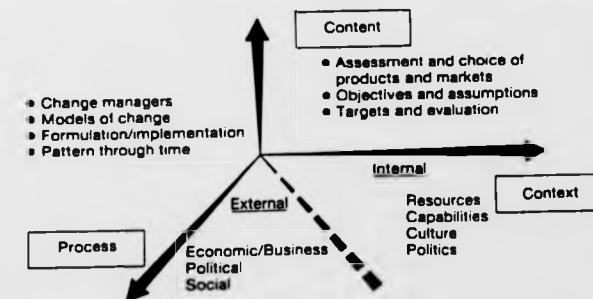 Content
• Assessment and choice of
products and markets
• Objectives and assumptions
• Targets and evaluation
• Change managers
• Models of change
• Formulation/implementation
• Pattern through time
Internal
Context
Resources
Capabilities
Culture
Politics
External
Process
Economic/Business
Political
Social